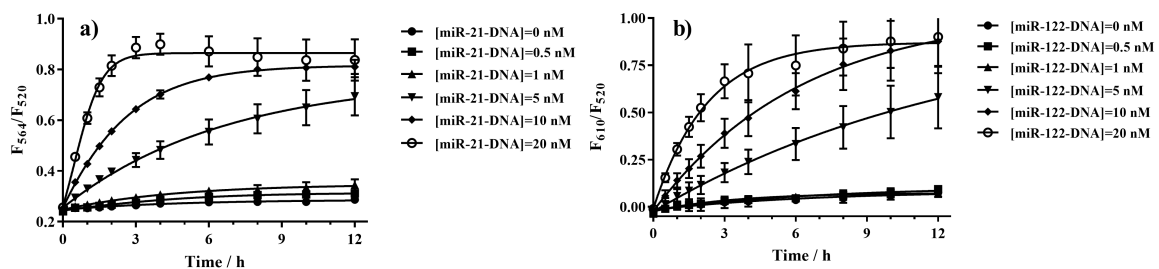 a)
1.0
0.8
0.6
0.4
0.2
0 3 6 9 12
F564/F520
Time / h
[miR-21-DNA]=0 nM
[miR-21-DNA]=0.5 nM
[miR-21-DNA]=1 nM
[miR-21-DNA]=5 nM
[miR-21-DNA]=10 nM
[miR-21-DNA]=20 nM
b)
1.00
0.75
0.50
0.25
0.00
0 3 6 9 12
F610/F520
Time / h
[miR-122-DNA]=0 nM
[miR-122-DNA]=0.5 nM
[miR-122-DNA]=1 nM
[miR-122-DNA]=5 nM
[miR-122-DNA]=10 nM
[miR-122-DNA]=20 nM